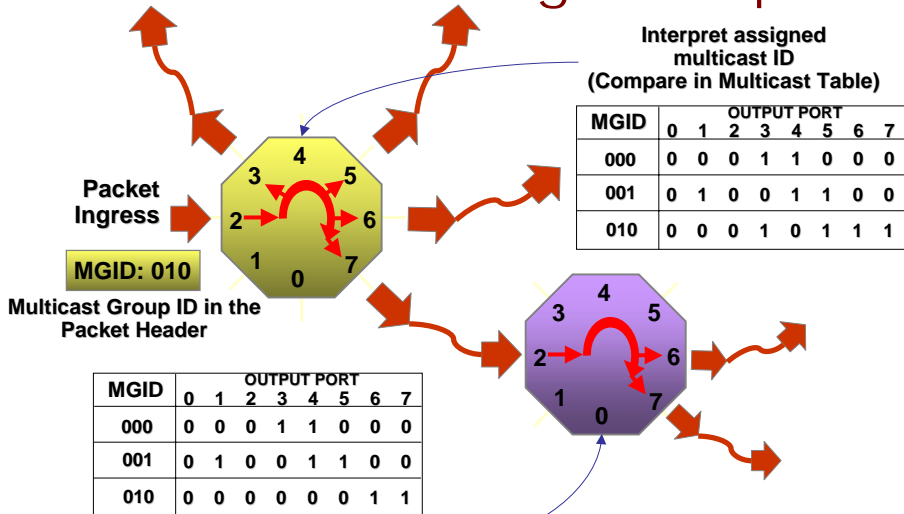 Interpret assigned
multicast ID
(Compare in Multicast Table)
MGID OUTPUT PORT
0 1 2 3 4 5 6 7
000 0 0 0 1 1 0 0 0
001 0 1 0 0 1 1 0 0
010 0 0 0 1 0 1 1 1
4
3 5
Packet
Ingress
2 6
1 7
0
MGID: 010
Multicast Group ID in the
Packet Header
4
3 5
2 6
1 7
0
MGID OUTPUT PORT
0 1 2 3 4 5 6 7
000 0 0 0 1 1 0 0 0
001 0 1 0 0 1 1 0 0
010 0 0 0 0 0 0 1 1